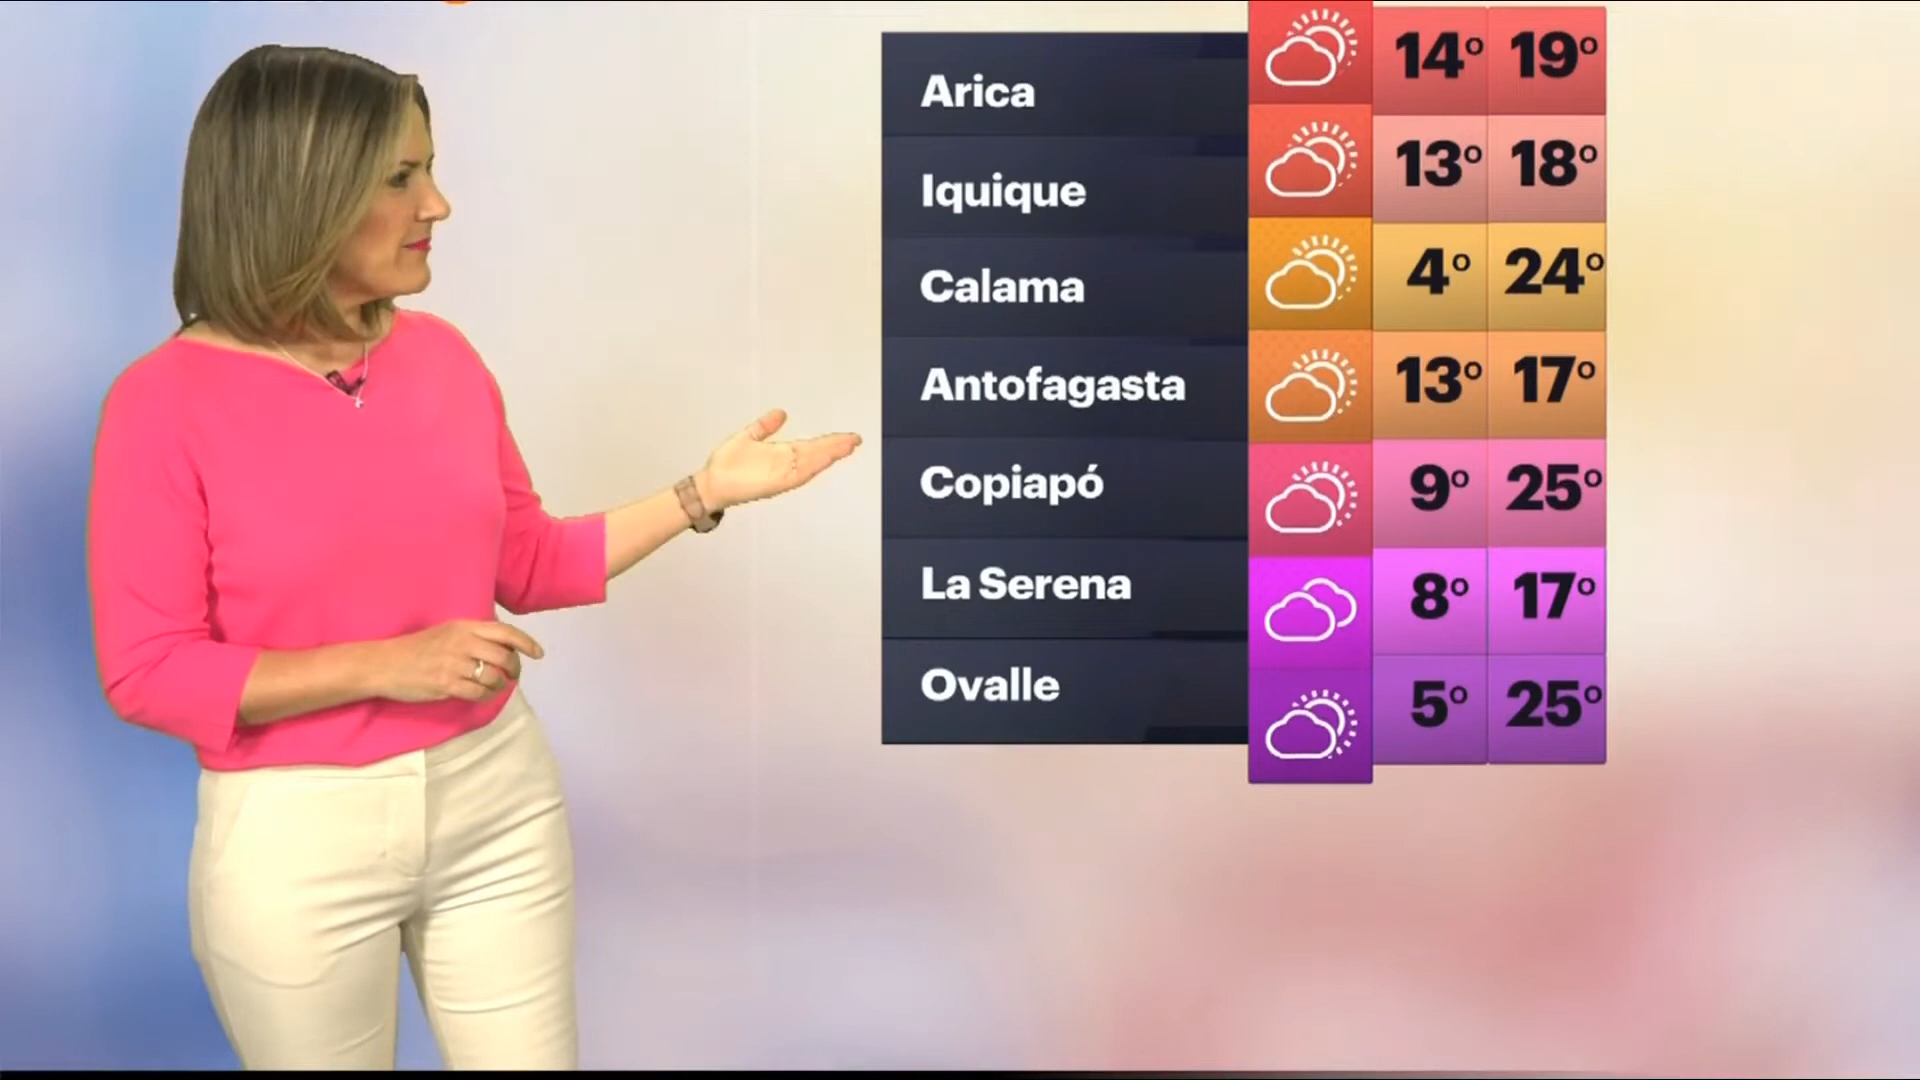 Arica 14° 19°
Iquique 13° 18°
Calama 4° 24°
Antofagasta 13° 17°
Copiapó 9° 25°
La Serena 8° 17°
Ovalle 5° 25°